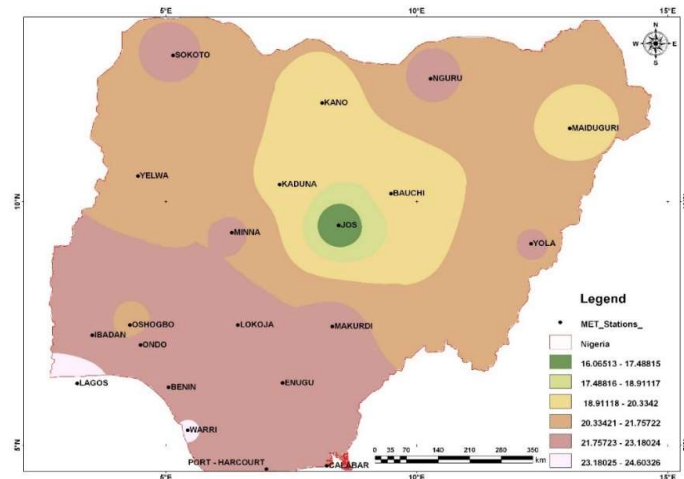 5°E 10°E 15°E
N
W E
S
SOKOTO
NGURU
KANO
MAIDUGURI
YELWA
KADUNA
BAUCHI
10°N 10°N
JOS
MINNA
YOLA
OSHOGBO
LOKOJA
MAKURDI
IBADAN
ONDO
LAGOS
BENIN
ENUGU
WARRI
5°N 5°N
PORT - HARCOURT
CALABAR
Legend
MET_Stations_
Nigeria
16.06513 - 17.48815
17.48816 - 18.91117
18.91118 - 20.3342
20.33421 - 21.75722
21.75723 - 23.18024
23.18025 - 24.60326
0 35 70 140 210 280 350
km
5°E 10°E 15°E